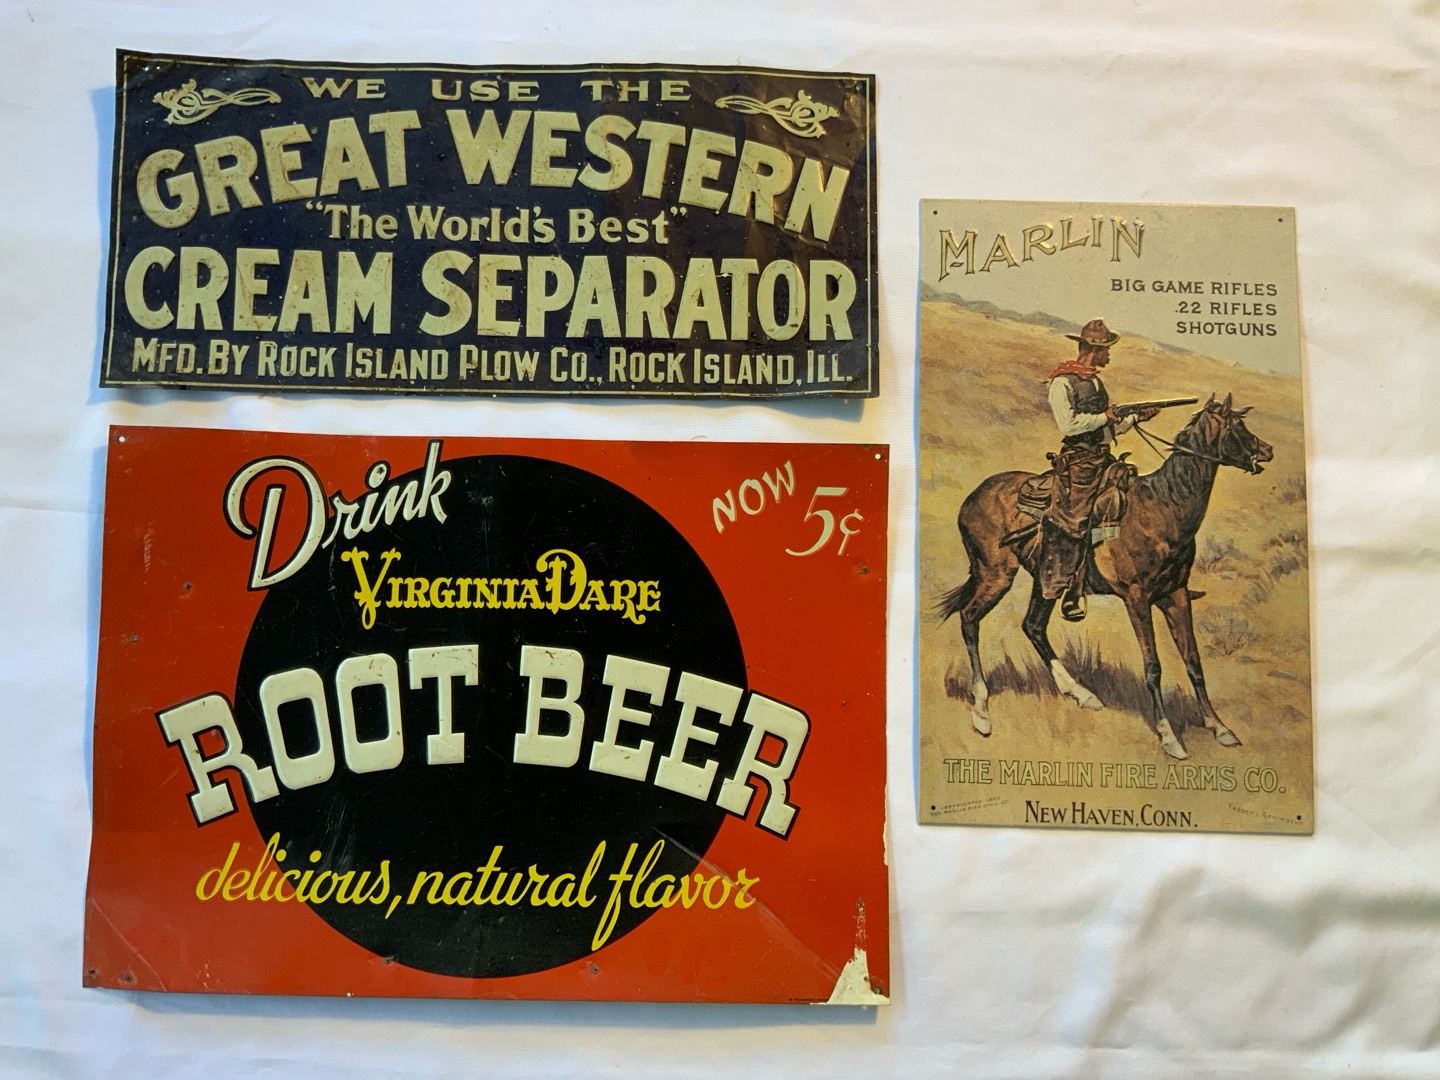 WE USE THE
GREAT WESTERN
"The World's Best"
CREAM SEPARATOR
MFD. BY ROCK ISLAND PLOW CO., ROCK ISLAND, ILL.
Drink
VIRGINIA DARE
ROOT BEER
delicious, natural flavor
NOW
5¢
MARLIN
BIG GAME RIFLES
.22 RIFLES
SHOTGUNS
THE MARLIN FIRE ARMS CO.
NEW HAVEN, CONN.